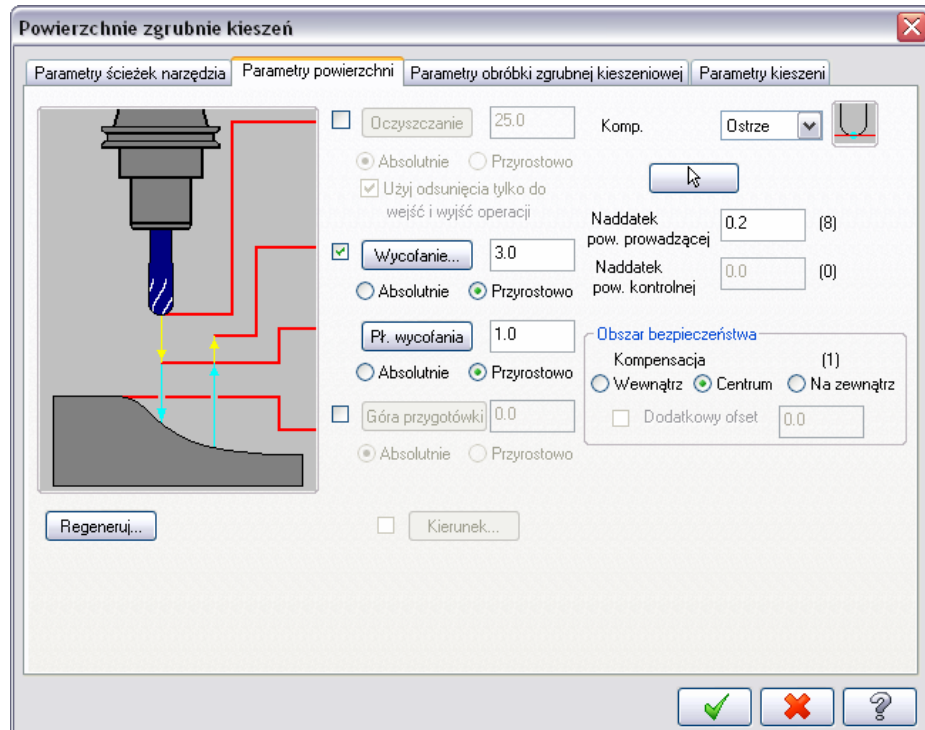 Powierzchnie zgrubnie kieszeń
Parametry ścieżek narzędzia
Parametry powierzchni
Parametry obróbki zgrubnej kieszeniowej
Parametry kieszeni
Oczyszczanie
25.0
Absolutnie
Przyrostowo
Użyj odsunięcia tylko do
wejść i wyjść operacji
Wycofanie...
3.0
Absolutnie
Przyrostowo
Pł. wycofania
1.0
Absolutnie
Przyrostowo
Góra przygotówki
0.0
Absolutnie
Przyrostowo
Kierunek...
Komp.
Ostrze
Naddatek
pow. prowadzącej
0.2
(8)
Naddatek
pow. kontrolnej
0.0
(0)
Obszar bezpieczeństwa
Kompensacja
(1)
Wewnątrz
Centrum
Na zewnątrz
Dodatkowy ofset
0.0
Regeneruj...